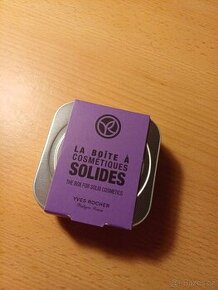 LA BOÎTE À
COSMÉTIQUES
SOLIDES
THE BOX FOR SOLID COSMETICS
YVES ROCHER